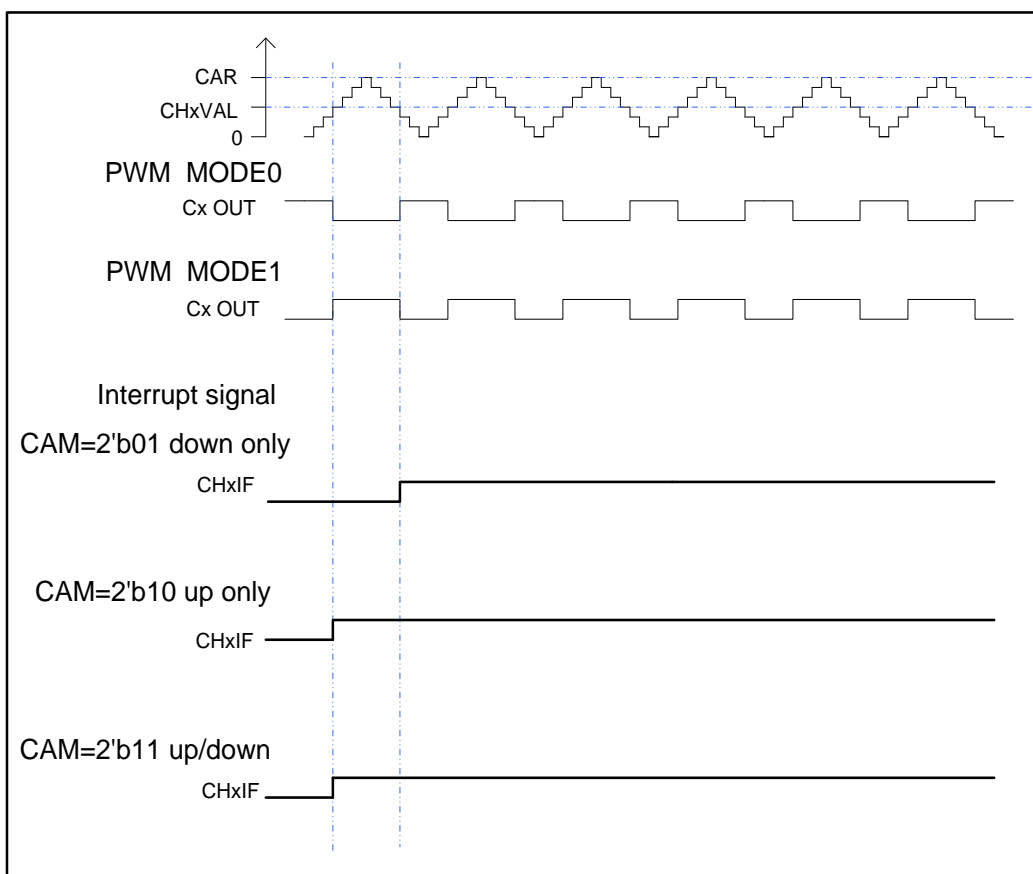 CAR
CHxVAL
0
PWM MODE0
Cx OUT
PWM MODE1
Cx OUT
Interrupt signal
CAM=2'b01 down only
CHxIF
CAM=2'b10 up only
CHxIF
CAM=2'b11 up/down
CHxIF